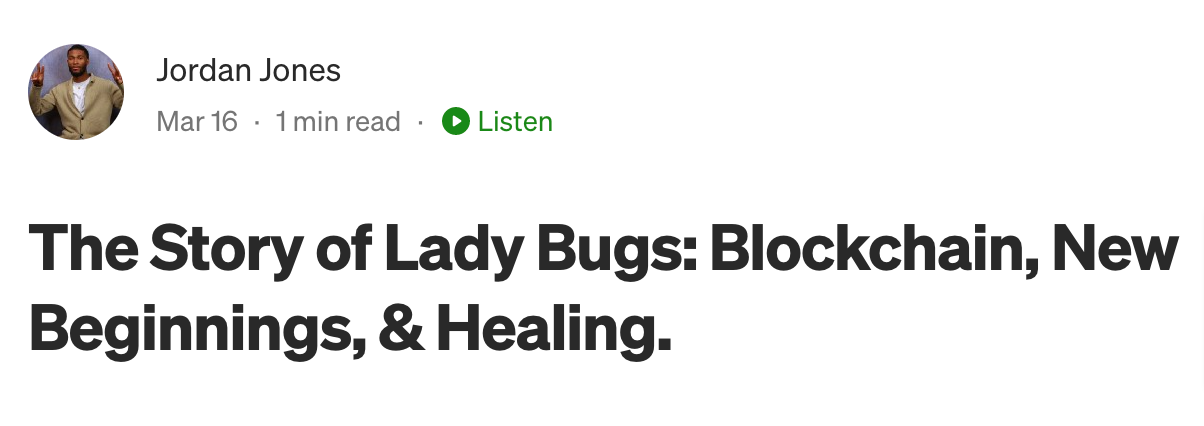 Jordan Jones
Mar 16 · 1 min read · Listen
The Story of Lady Bugs: Blockchain, New
Beginnings, & Healing.